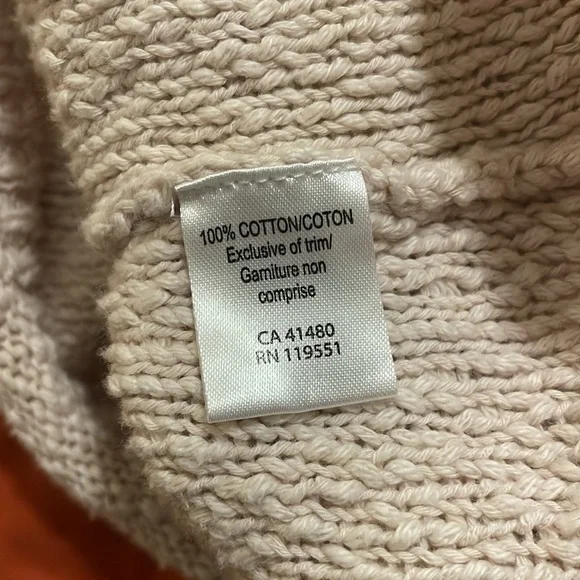 100% COTTON/COTON
Exclusive of trim/
Garniture non
comprise
CA 41480
RN 119551